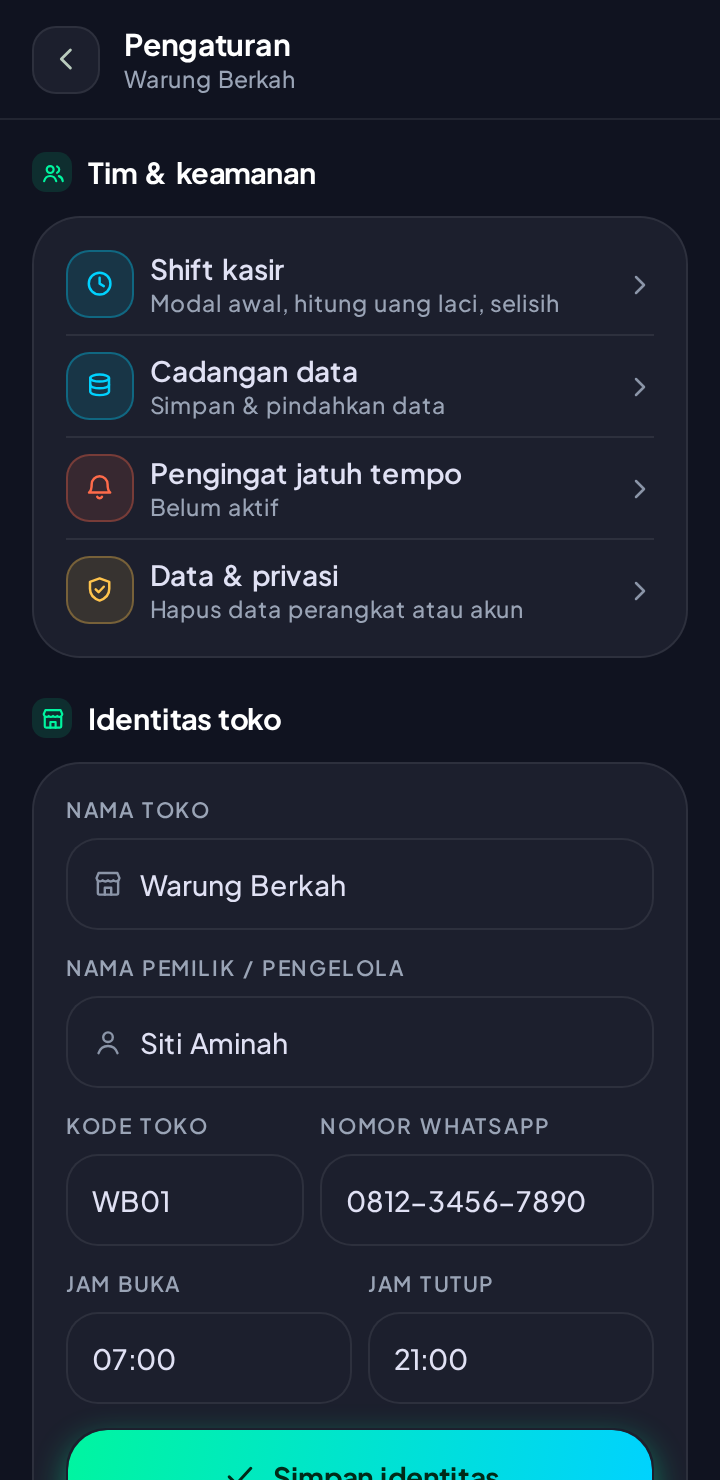 Pengaturan
Warung Berkah
Tim & keamanan
Shift kasir
Modal awal, hitung uang laci, selisih
Cadangan data
Simpan & pindahkan data
Pengingat jatuh tempo
Belum aktif
Data & privasi
Hapus data perangkat atau akun
Identitas toko
NAMA TOKO
Warung Berkah
NAMA PEMILIK / PENGELOLA
Siti Aminah
KODE TOKO
NOMOR WHATSAPP
WB01
0812–3456–7890
JAM BUKA
JAM TUTUP
07:00
21:00
Simpan identitas